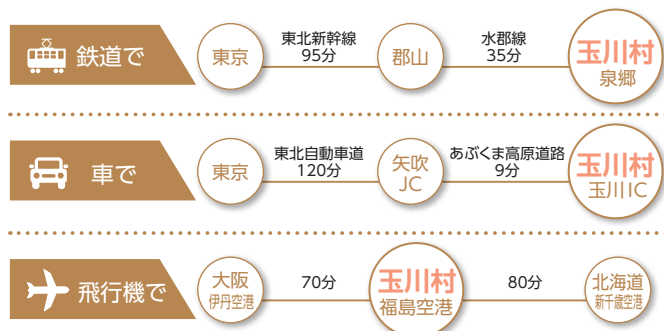 鉄道で
東京
東北新幹線
95分
郡山
水郡線
35分
玉川村
泉郷
車で
東京
東北自動車道
120分
矢吹
JC
あぶくま高原道路
9分
玉川村
玉川IC
飛行機で
大阪
伊丹空港
70分
玉川村
福島空港
80分
北海道
新千歳空港